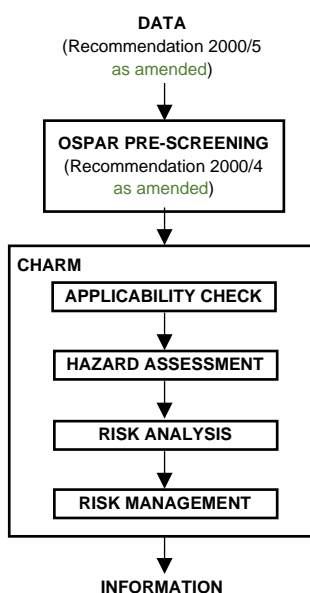 DATA
(Recommendation 2000/5
as amended)
OSPAR PRE-SCREENING
(Recommendation 2000/4
as amended)
CHARM
APPLICABILITY CHECK
HAZARD ASSESSMENT
RISK ANALYSIS
RISK MANAGEMENT
INFORMATION